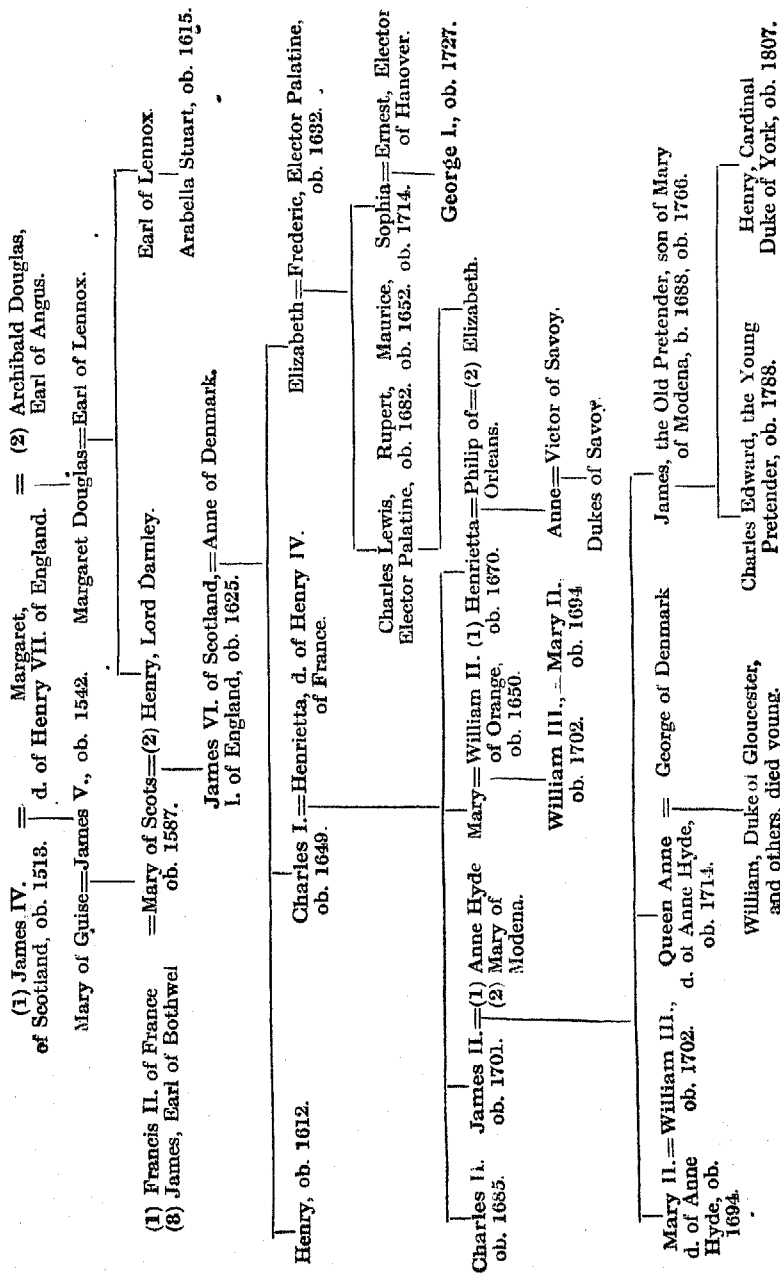 (1) James IV. = Margaret, = (2) Archibald Douglas,
of Scotland, ob. 1513. d. of Henry VII. of England. Earl of Angus.
Mary of Guise=James V., ob. 1542. Margaret Douglas=Earl of Lennox.
(1) Francis II. of France =Mary of Scots=(2) Henry, Lord Darnley. Earl of Lennox.
(3) James, Earl of Bothwel ob. 1587. Arabella Stuart, ob. 1615.
James VI. of Scotland,=Anne of Denmark.
I. of England, ob. 1625.
Henry, ob. 1612. Charles I.=Henrietta, d. of Henry IV. Elizabeth=Frederic, Elector Palatine,
ob. 1649. of France. ob. 1632.
Charles Lewis, Rupert, Maurice, Sophia=Ernest, Elector
Elector Palatine, ob. 1682. ob. 1652. ob. 1714. of Hanover.
George I., ob. 1727.
Charles II. James II.=(1) Anne Hyde Mary=William II. (1) Henrietta=Philip of=(2) Elizabeth.
ob. 1685. ob. 1701. (2) Mary of of Orange, ob. 1670. Orleans.
Modena. ob. 1650.
William III.,=Mary II. Anne=Victor of Savoy.
ob. 1702. ob. 1694
Dukes of Savoy.
Mary II.=William III., Queen Anne = George of Denmark James, the Old Pretender, son of Mary
d. of Anne ob. 1702. d. of Anne Hyde, of Modena, b. 1688, ob. 1766.
Hyde, ob. ob. 1714.
1694.
William, Duke of Gloucester, Charles Edward, the Young Henry, Cardinal
and others, died young. Pretender, ob. 1788. Duke of York, ob. 1807.